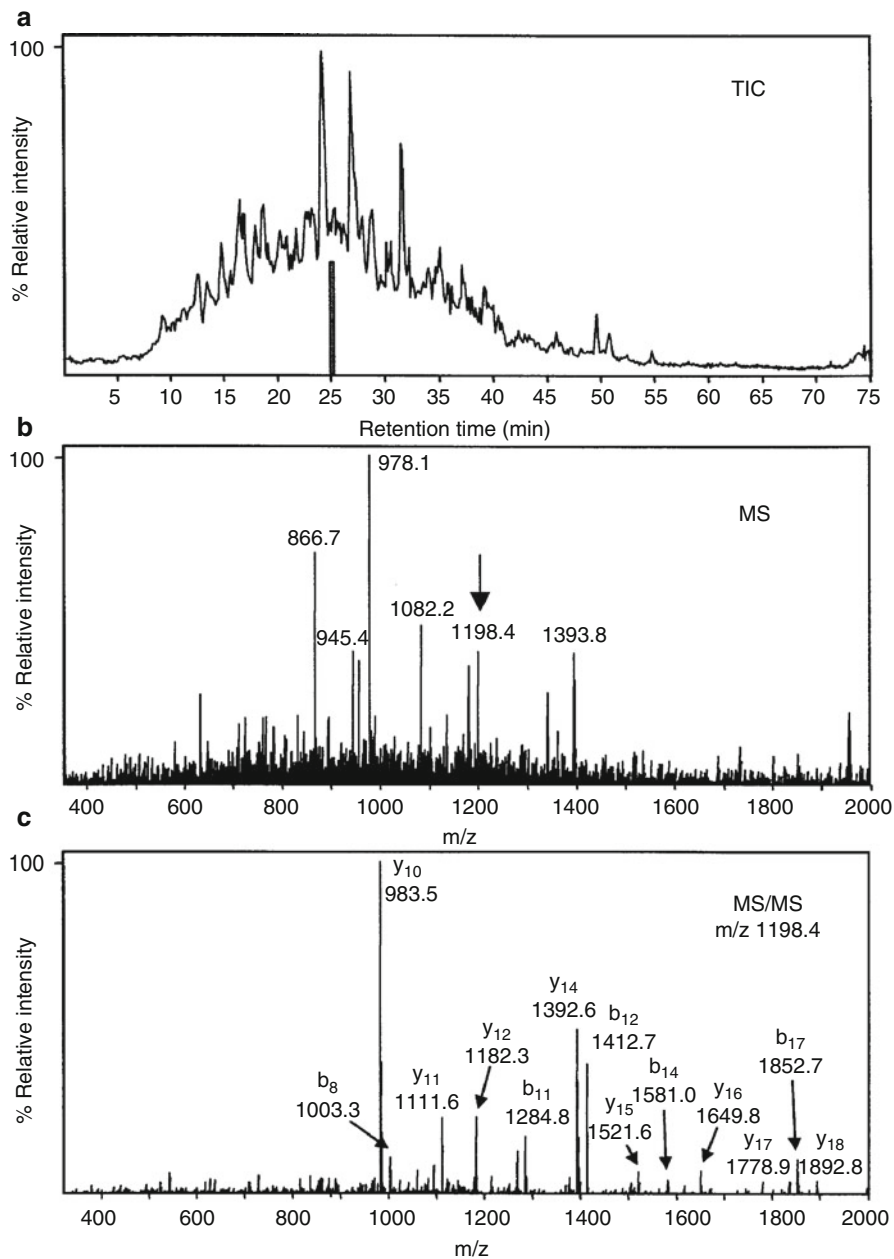 a
100
TIC
% Relative intensity
5 10 15 20 25 30 35 40 45 50 55 60 65 70 75
Retention time (min)
b
100
978.1
MS
866.7
1082.2
945.4
1198.4
1393.8
% Relative intensity
400 600 800 1000 1200 1400 1600 1800 2000
m/z
c
100
y10
983.5
MS/MS
m/z 1198.4
y14
1392.6
b12
1412.7
y12
1182.3
b17
1852.7
b8
1003.3
y11
1111.6
b11
1284.8
b14
1581.0
y16
1649.8
y15
1521.6
y17
1778.9
y18
1892.8
% Relative intensity
400 600 800 1000 1200 1400 1600 1800 2000
m/z